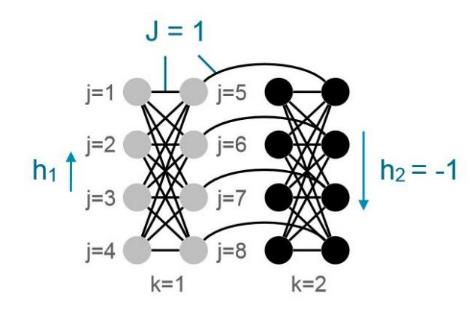 J = 1
j=1
j=5
j=2
j=6
h₁
h₂ = -1
j=3
j=7
j=4
j=8
k=1
k=2